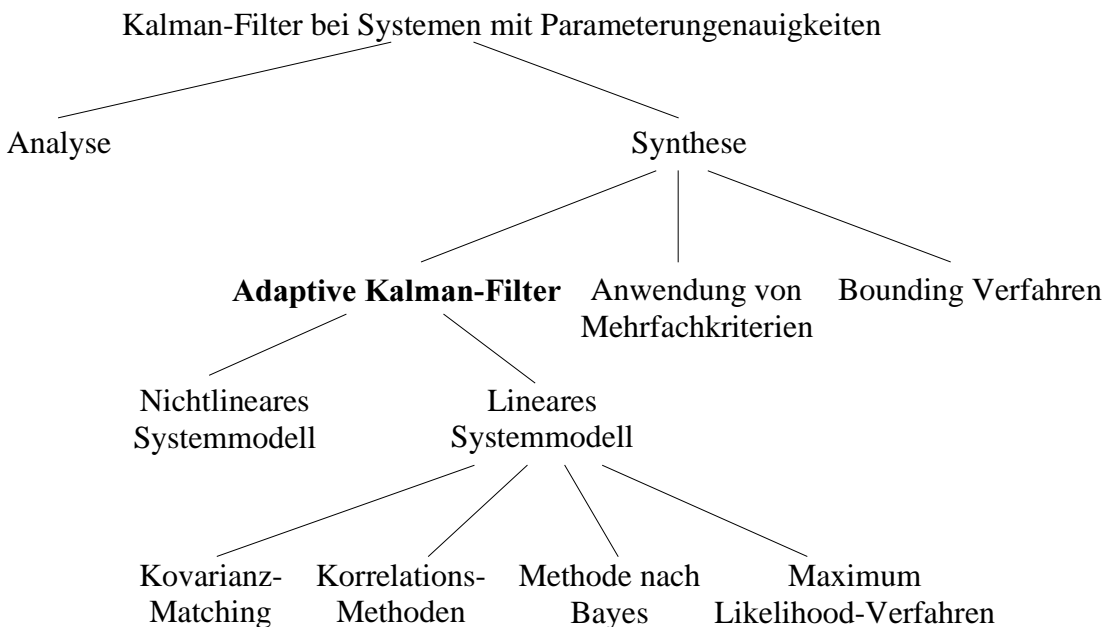 Kalman-Filter bei Systemen mit Parameterungenauigkeiten
Analyse
Synthese
Adaptive Kalman-Filter
Anwendung von
Mehrfachkriterien
Bounding Verfahren
Nichtlineares
Systemmodell
Lineares
Systemmodell
Kovarianz-
Matching
Korrelations-
Methoden
Methode nach
Bayes
Maximum
Likelihood-Verfahren